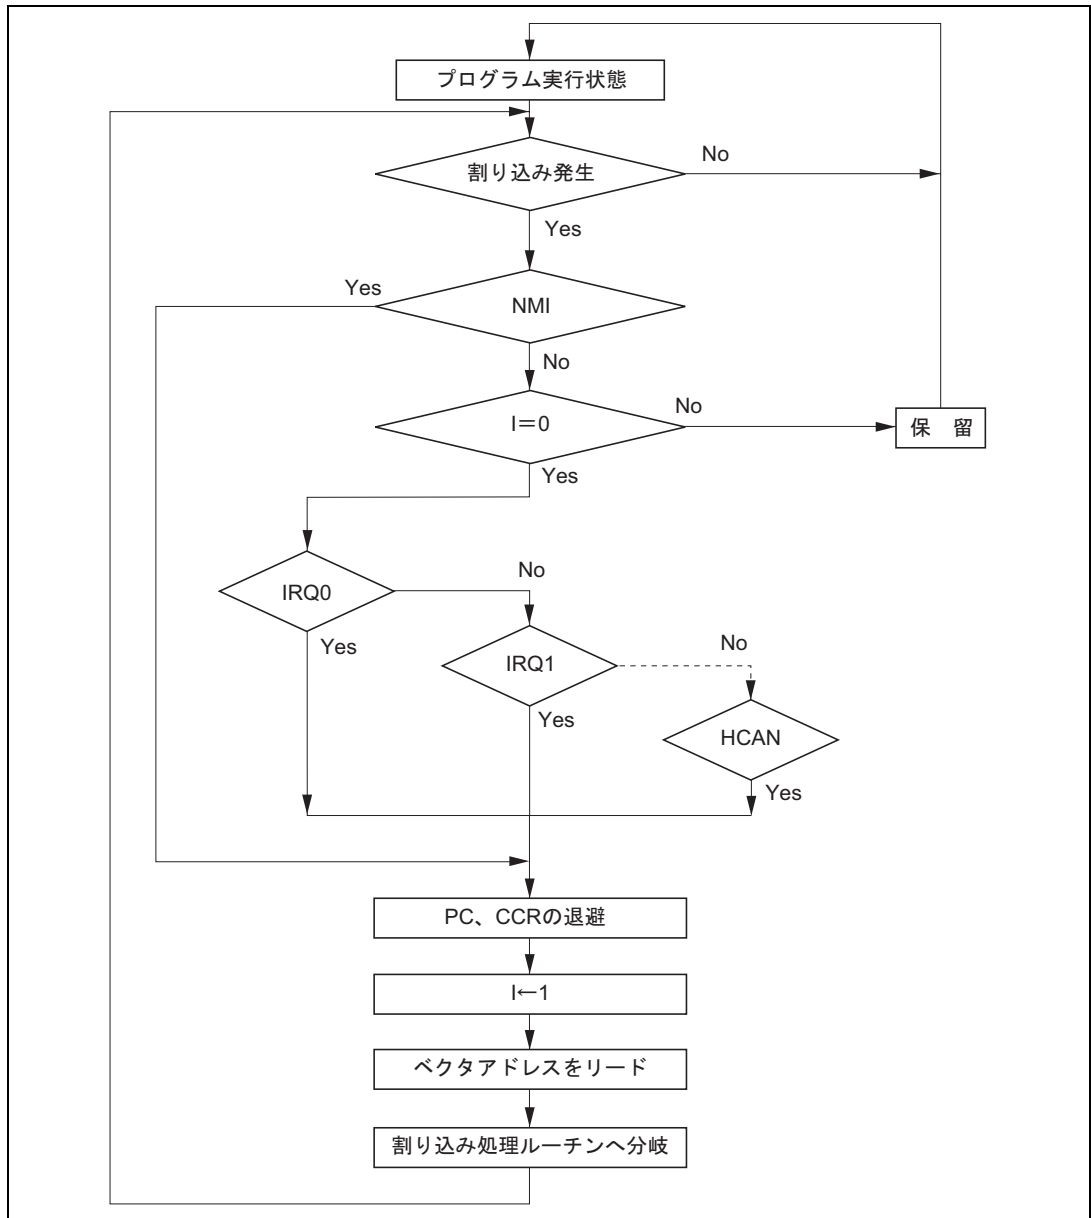 プログラム実行状態
割り込み発生
No
Yes
Yes
NMI
No
I＝0
No
保　留
Yes
IRQ0
No
Yes
IRQ1
No
Yes
HCAN
Yes
PC、CCRの退避
I←1
ベクタアドレスをリード
割り込み処理ルーチンへ分岐